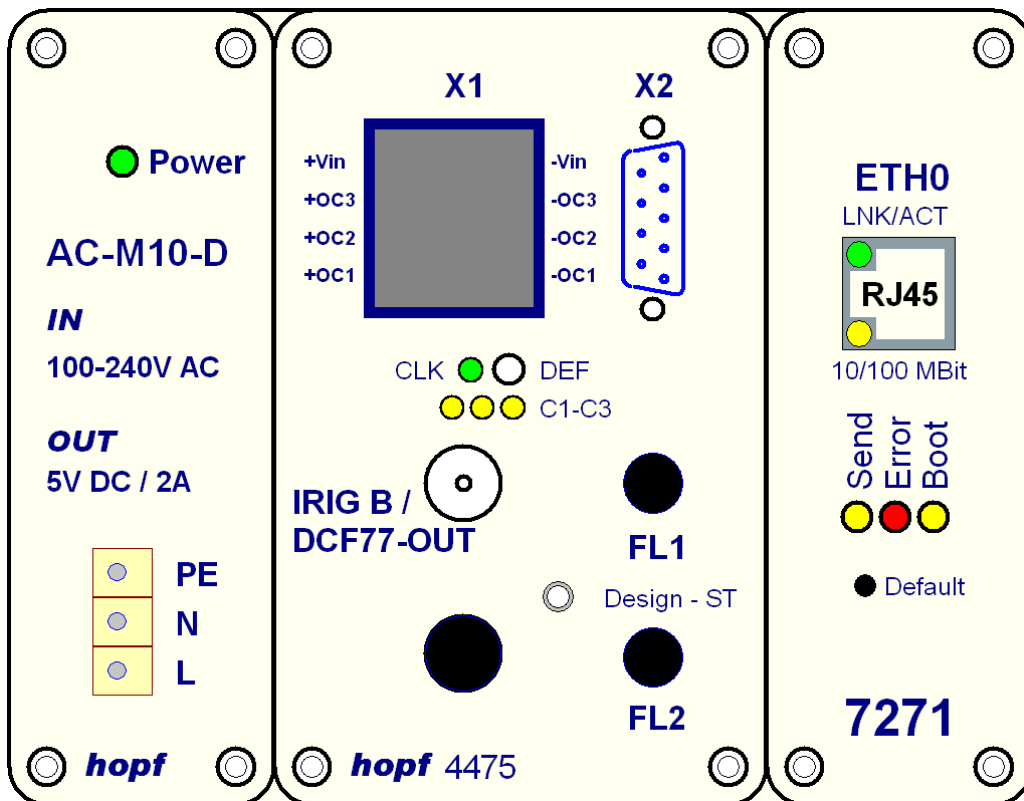 Power
AC-M10-D
IN
100-240V AC
OUT
5V DC / 2A
PE
N
L
hopf
X1
X2
+Vin
-Vin
+OC3
-OC3
+OC2
-OC2
+OC1
-OC1
CLK
DEF
C1-C3
IRIG B /
DCF77-OUT
FL1
Design - ST
FL2
hopf 4475
ETH0
LNK/ACT
RJ45
10/100 MBit
Send
Error
Boot
Default
7271